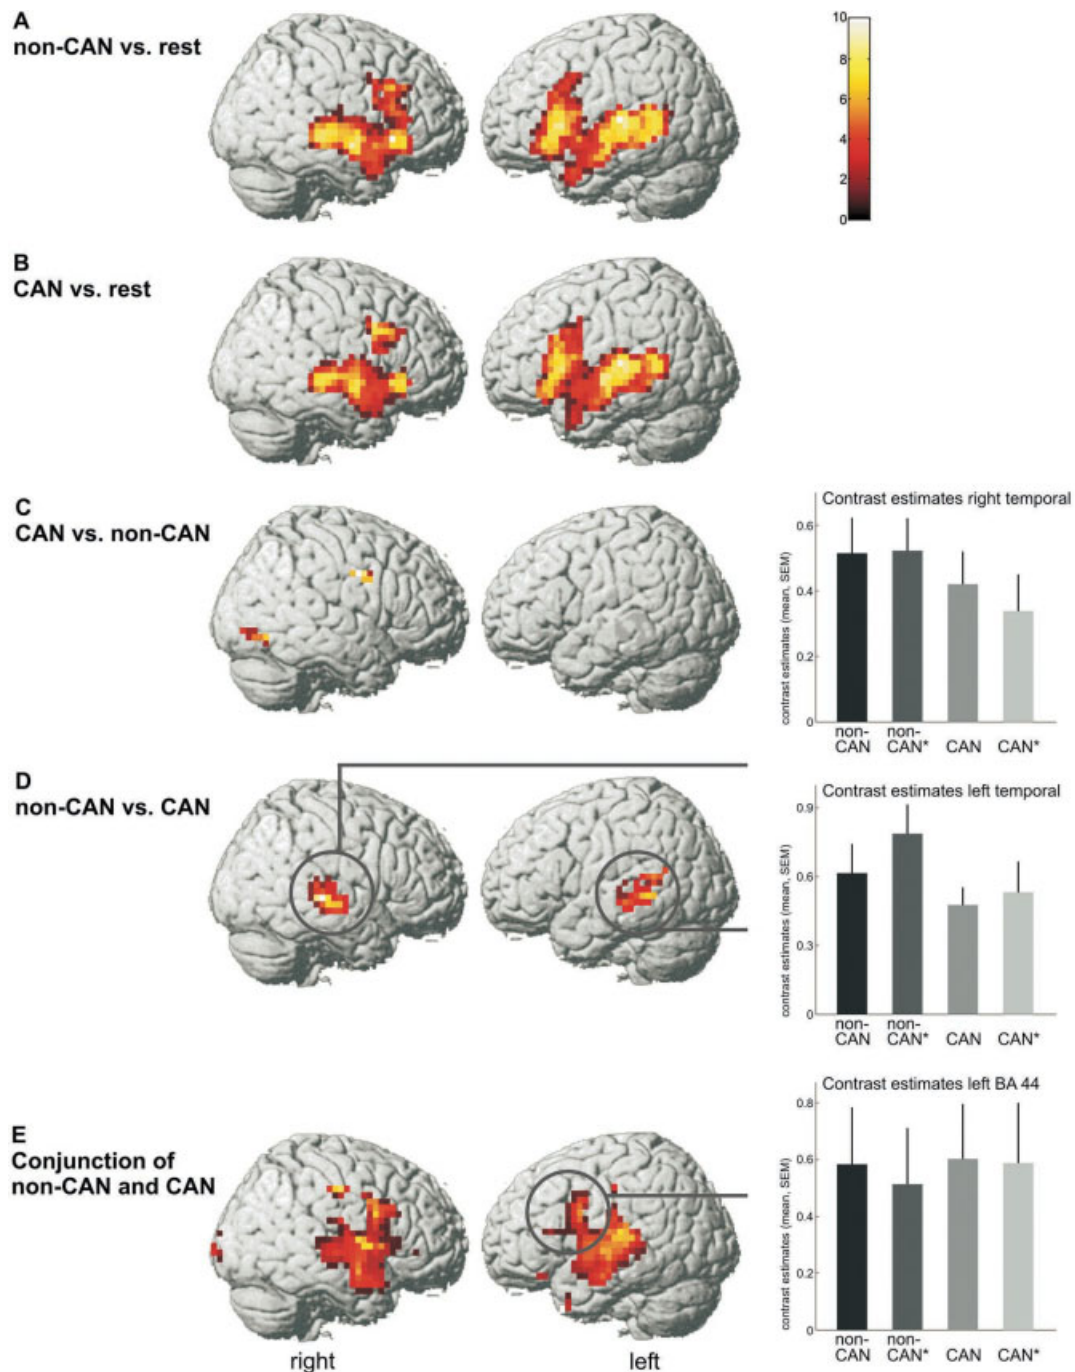 A
non-CAN vs. rest
10
8
6
4
2
0
B
CAN vs. rest
C
CAN vs. non-CAN
Contrast estimates right temporal
contrast estimates (mean, SEM)
0.6
0.4
0.2
0
non-CAN
non-CAN*
CAN
CAN*
D
non-CAN vs. CAN
Contrast estimates left temporal
contrast estimates (mean, SEM)
0.9
0.6
0.3
0
non-CAN
non-CAN*
CAN
CAN*
E
Conjunction of
non-CAN and CAN
Contrast estimates left BA 44
contrast estimates (mean, SEM)
0.8
0.6
0.4
0.2
0
non-CAN
non-CAN*
CAN
CAN*
right
left